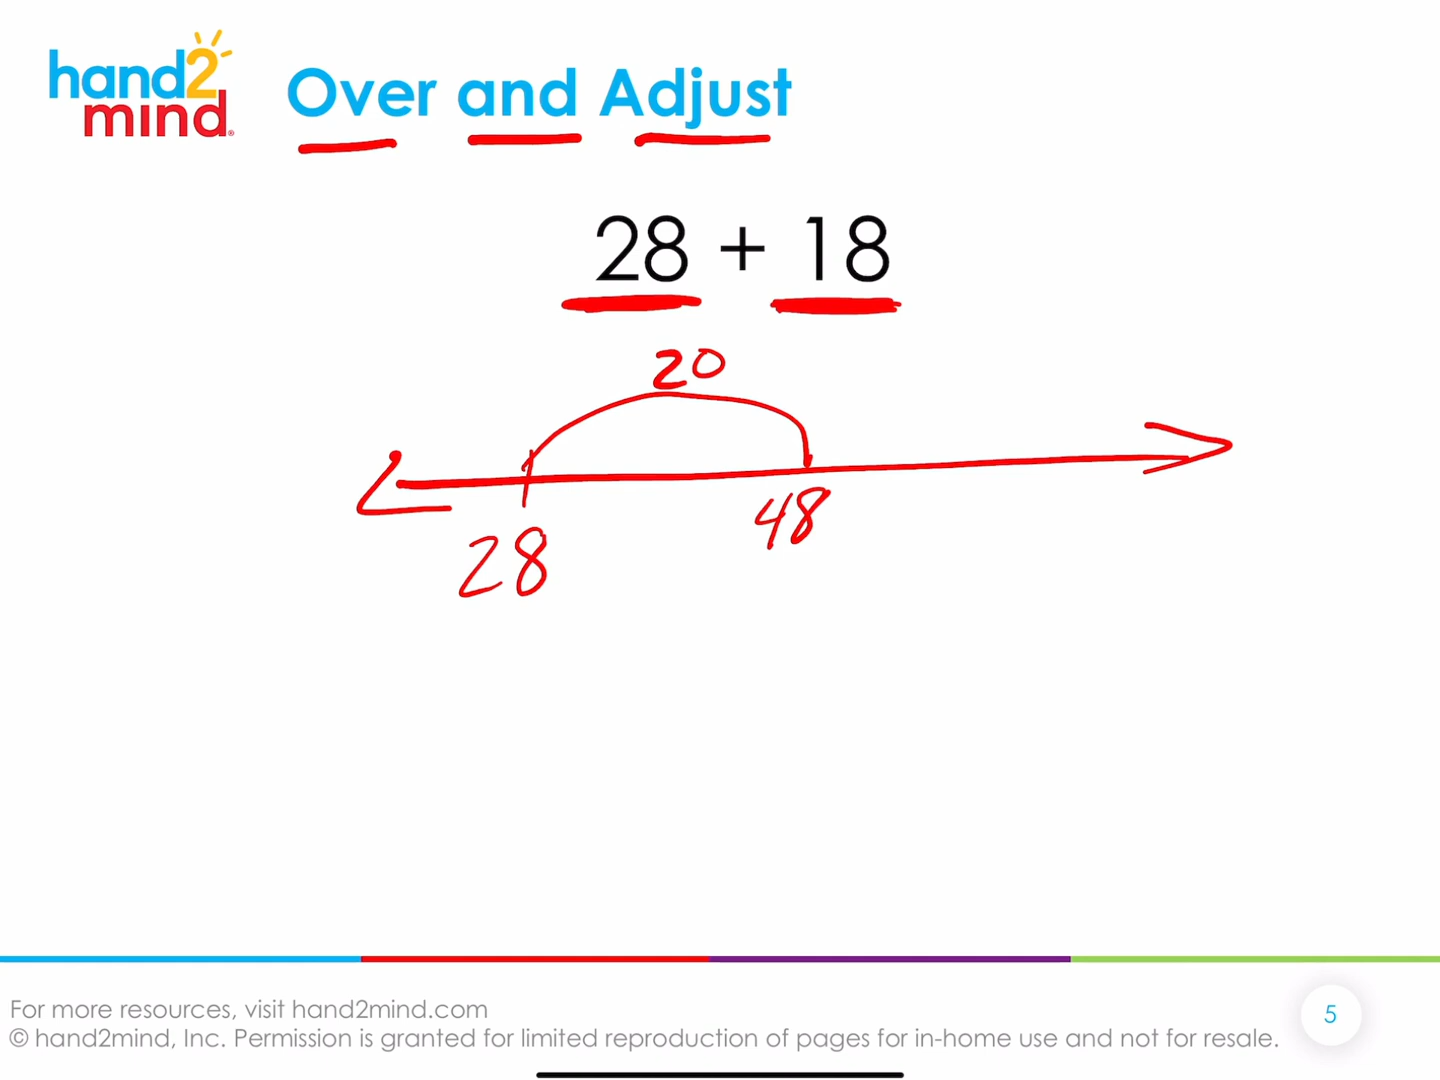 hand2
mind®
Over and Adjust
28 + 18
20
28
48
For more resources, visit hand2mind.com
© hand2mind, Inc. Permission is granted for limited reproduction of pages for in-home use and not for resale.
5